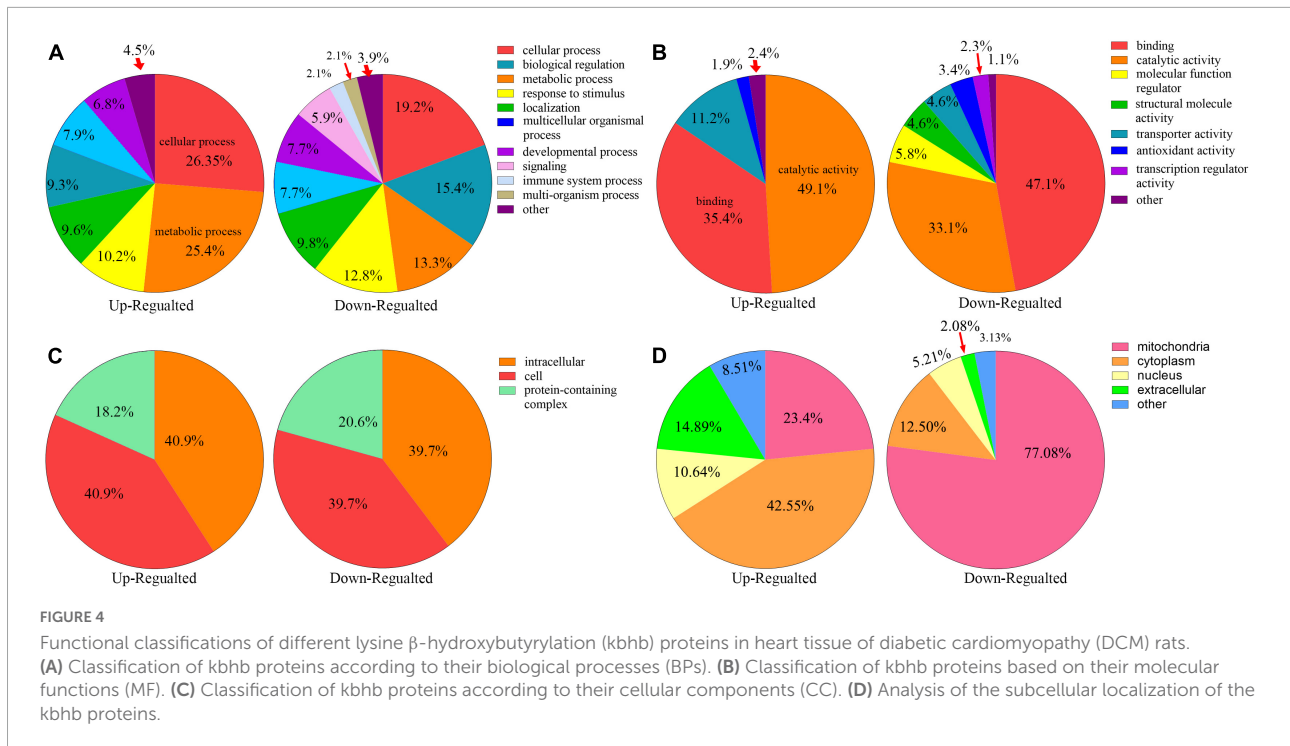 A
4.5%
6.8%
7.9%
9.3%
9.6%
10.2%
cellular process
26.35%
metabolic process
25.4%
Up-Regualted
2.1%
2.1%
3.9%
5.9%
7.7%
7.7%
9.8%
12.8%
13.3%
15.4%
19.2%
Down-Regualted
cellular process
biological regulation
metabolic process
response to stimulus
localization
multicellular organismal
process
developmental process
signaling
immune system process
multi-organism process
other
B
1.9%
2.4%
11.2%
binding
35.4%
catalytic activity
49.1%
Up-Regualted
3.4%
2.3%
1.1%
4.6%
4.6%
5.8%
33.1%
47.1%
Down-Regualted
binding
catalytic activity
molecular function
regulator
structural molecule
activity
transporter activity
antioxidant activity
transcription regulator
activity
other
C
18.2%
40.9%
40.9%
Up-Regualted
20.6%
39.7%
39.7%
Down-Regualted
intracellular
cell
protein-containing
complex
D
8.51%
23.4%
14.89%
10.64%
42.55%
Up-Regualted
2.08%
3.13%
5.21%
12.50%
77.08%
Down-Regualted
mitochondria
cytoplasm
nucleus
extracellular
other
FIGURE 4
Functional classifications of different lysine β-hydroxybutyrylation (kbhb) proteins in heart tissue of diabetic cardiomyopathy (DCM) rats.
(A) Classification of kbhb proteins according to their biological processes (BPs). (B) Classification of kbhb proteins based on their molecular
functions (MF). (C) Classification of kbhb proteins according to their cellular components (CC). (D) Analysis of the subcellular localization of the
kbhb proteins.